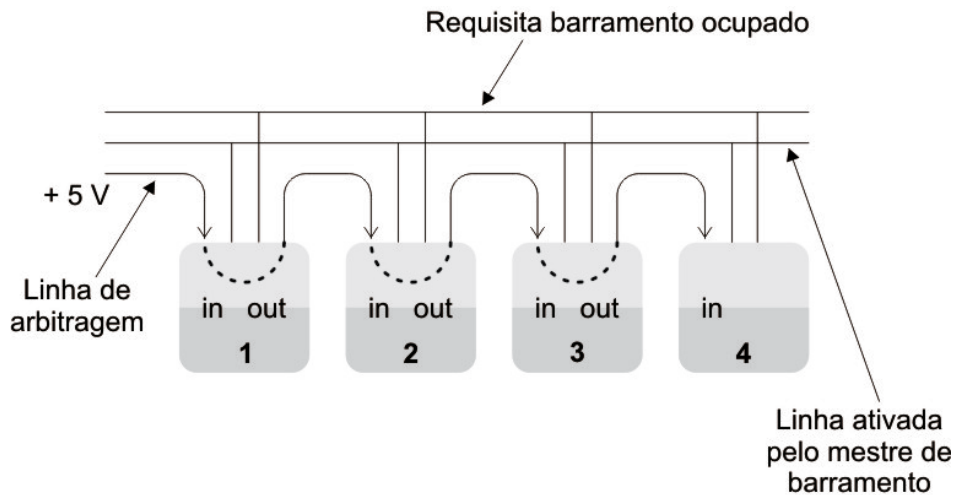 Requisita barramento ocupado
+ 5 V
Linha de
arbitragem
in out
1
in out
2
in out
3
in
4
Linha ativada
pelo mestre de
barramento